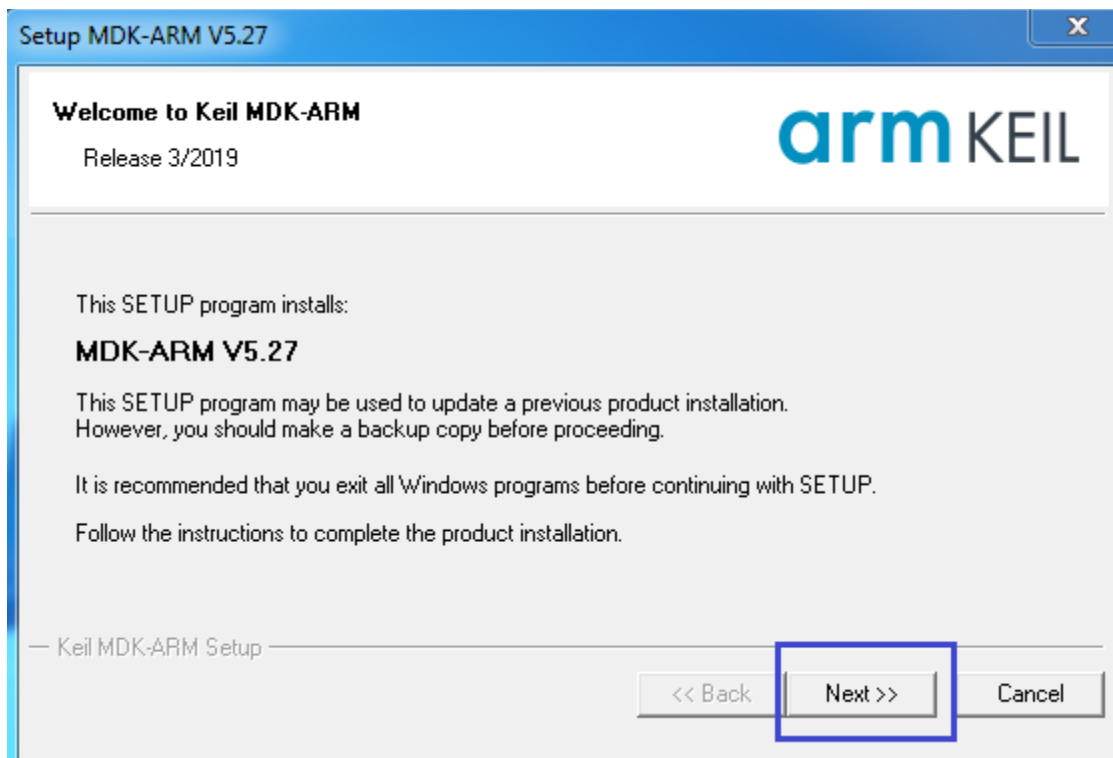 Setup MDK-ARM V5.27
x
Welcome to Keil MDK-ARM
Release 3/2019
arm KEIL
This SETUP program installs:
MDK-ARM V5.27
This SETUP program may be used to update a previous product installation.
However, you should make a backup copy before proceeding.
It is recommended that you exit all Windows programs before continuing with SETUP.
Follow the instructions to complete the product installation.
Keil MDK-ARM Setup
<< Back Next >> Cancel